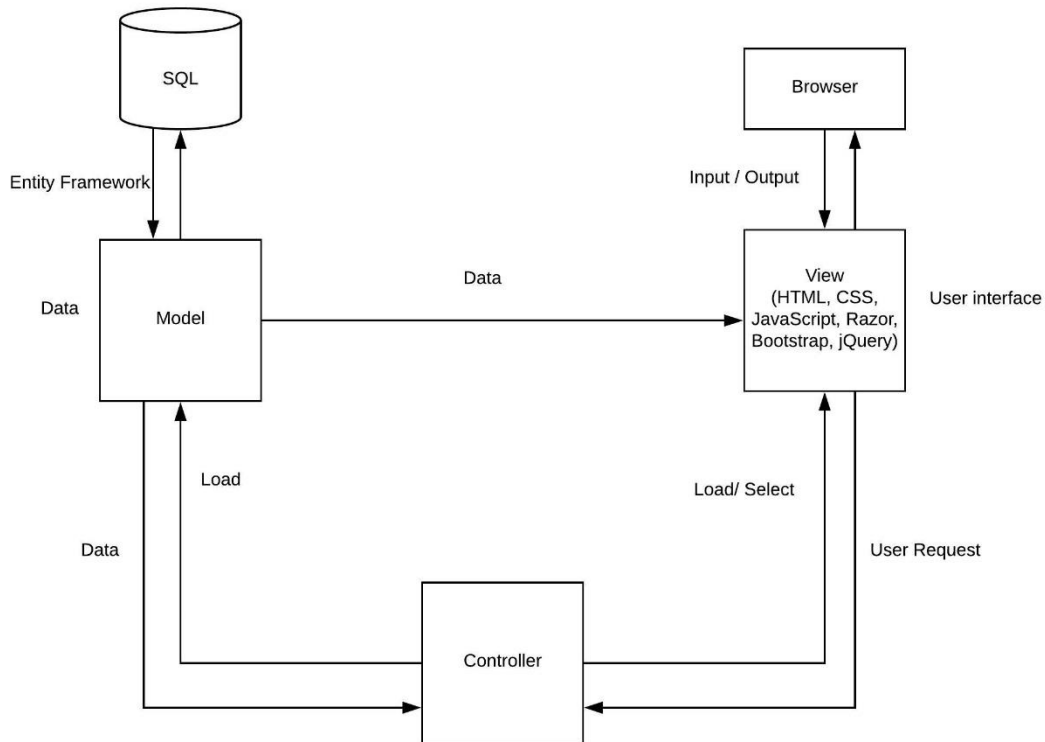 SQL
Browser
Entity Framework
Input / Output
Data
Model
Data
View
(HTML, CSS,
JavaScript, Razor,
Bootstrap, jQuery)
User interface
Load
Load/ Select
Data
User Request
Controller